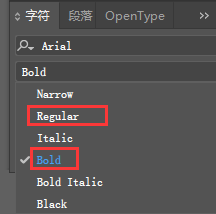 字符 段落 OpenType
Arial
Bold
Narrow
Regular
Italic
Bold
Bold Italic
Black